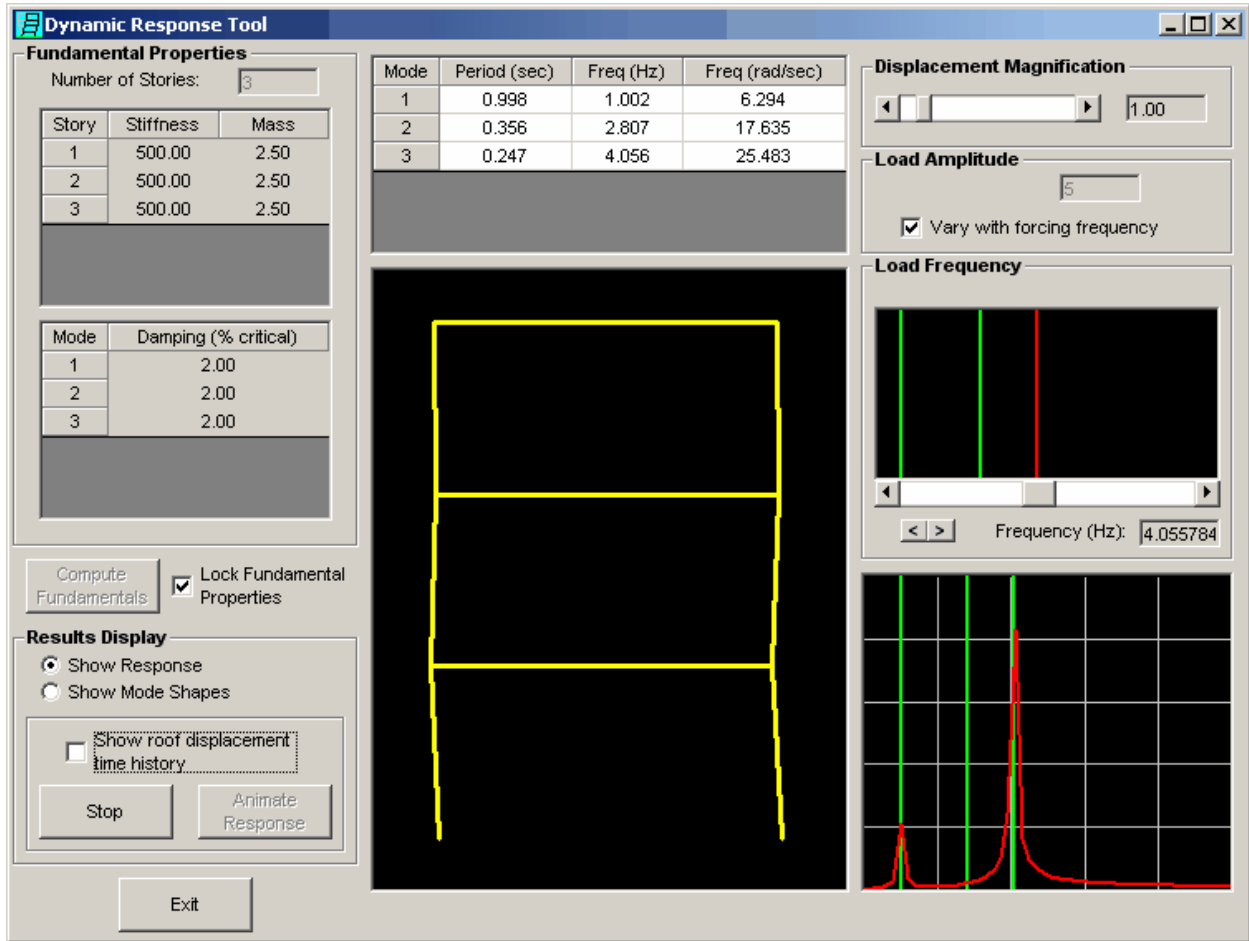 Dynamic Response Tool
Fundamental Properties
Number of Stories: 3
Story Stiffness Mass
1 500.00 2.50
2 500.00 2.50
3 500.00 2.50
Mode Damping (% critical)
1 2.00
2 2.00
3 2.00
Compute
Fundamentals
Lock Fundamental
Properties
Results Display
Show Response
Show Mode Shapes
Show roof displacement
time history
Stop
Animate
Response
Exit
Mode Period (sec) Freq (Hz) Freq (rad/sec)
1 0.998 1.002 6.294
2 0.356 2.807 17.635
3 0.247 4.056 25.483
Displacement Magnification
1.00
Load Amplitude
5
Vary with forcing frequency
Load Frequency
< >
Frequency (Hz): 4.055784